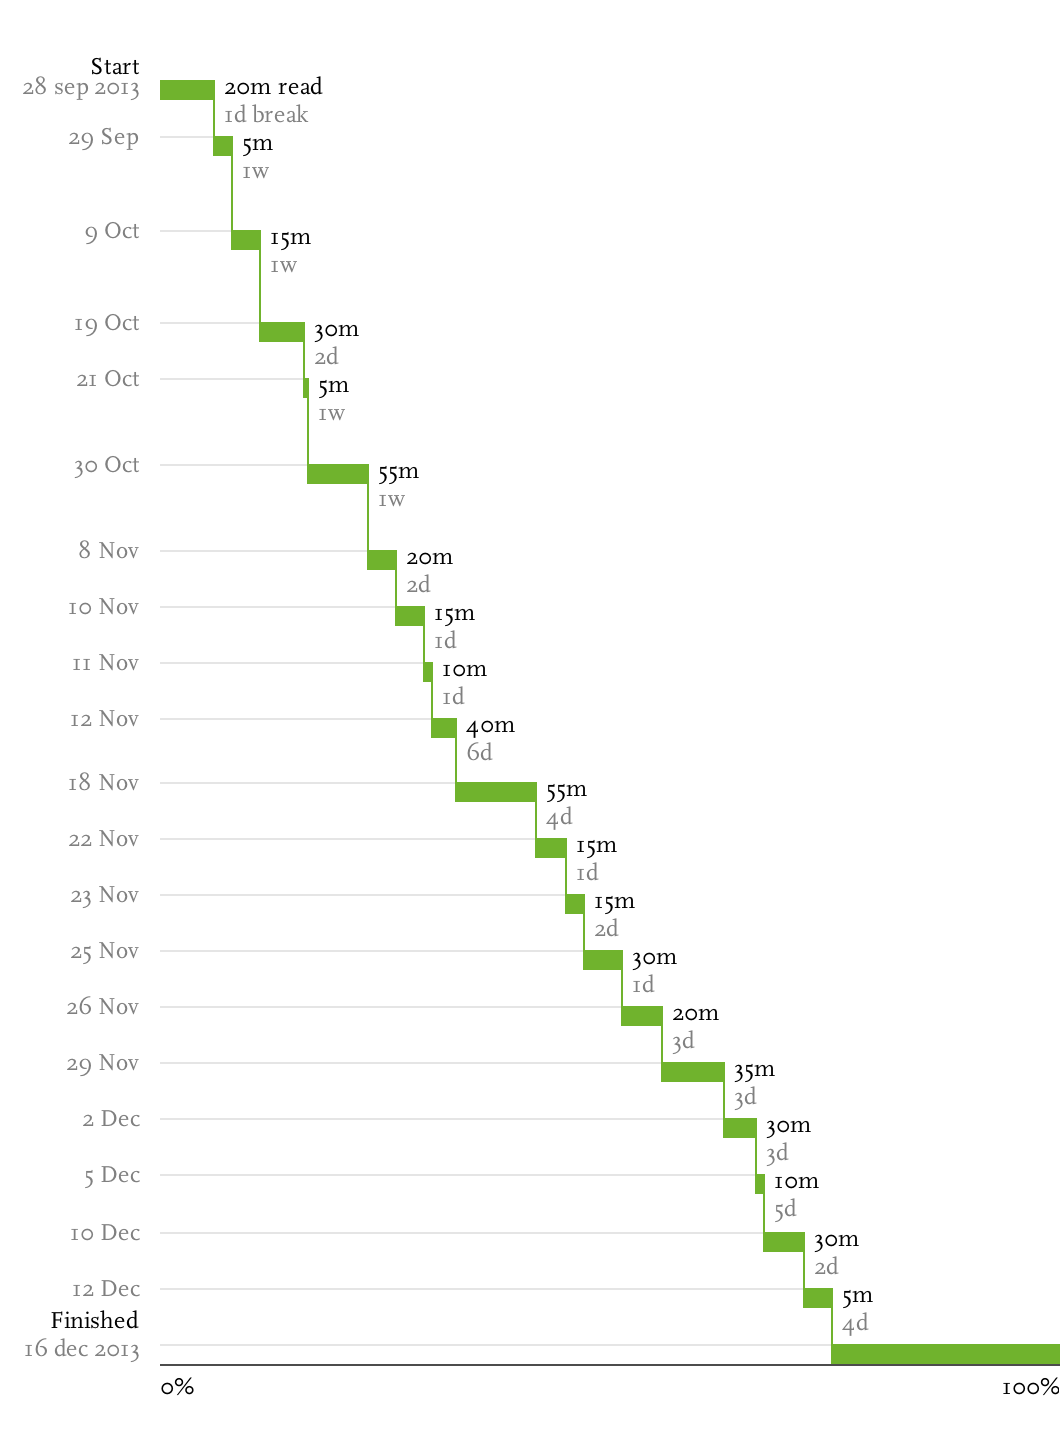 Start
28 sep 2013
20m read
1d break
29 Sep
5m
1w
9 Oct
15m
1w
19 Oct
30m
2d
21 Oct
5m
1w
30 Oct
55m
1w
8 Nov
20m
2d
10 Nov
15m
1d
11 Nov
10m
1d
12 Nov
40m
6d
18 Nov
55m
4d
22 Nov
15m
1d
23 Nov
15m
2d
25 Nov
30m
1d
26 Nov
20m
3d
29 Nov
35m
3d
2 Dec
30m
3d
5 Dec
10m
5d
10 Dec
30m
2d
12 Dec
5m
4d
Finished
16 dec 2013
0%
100%